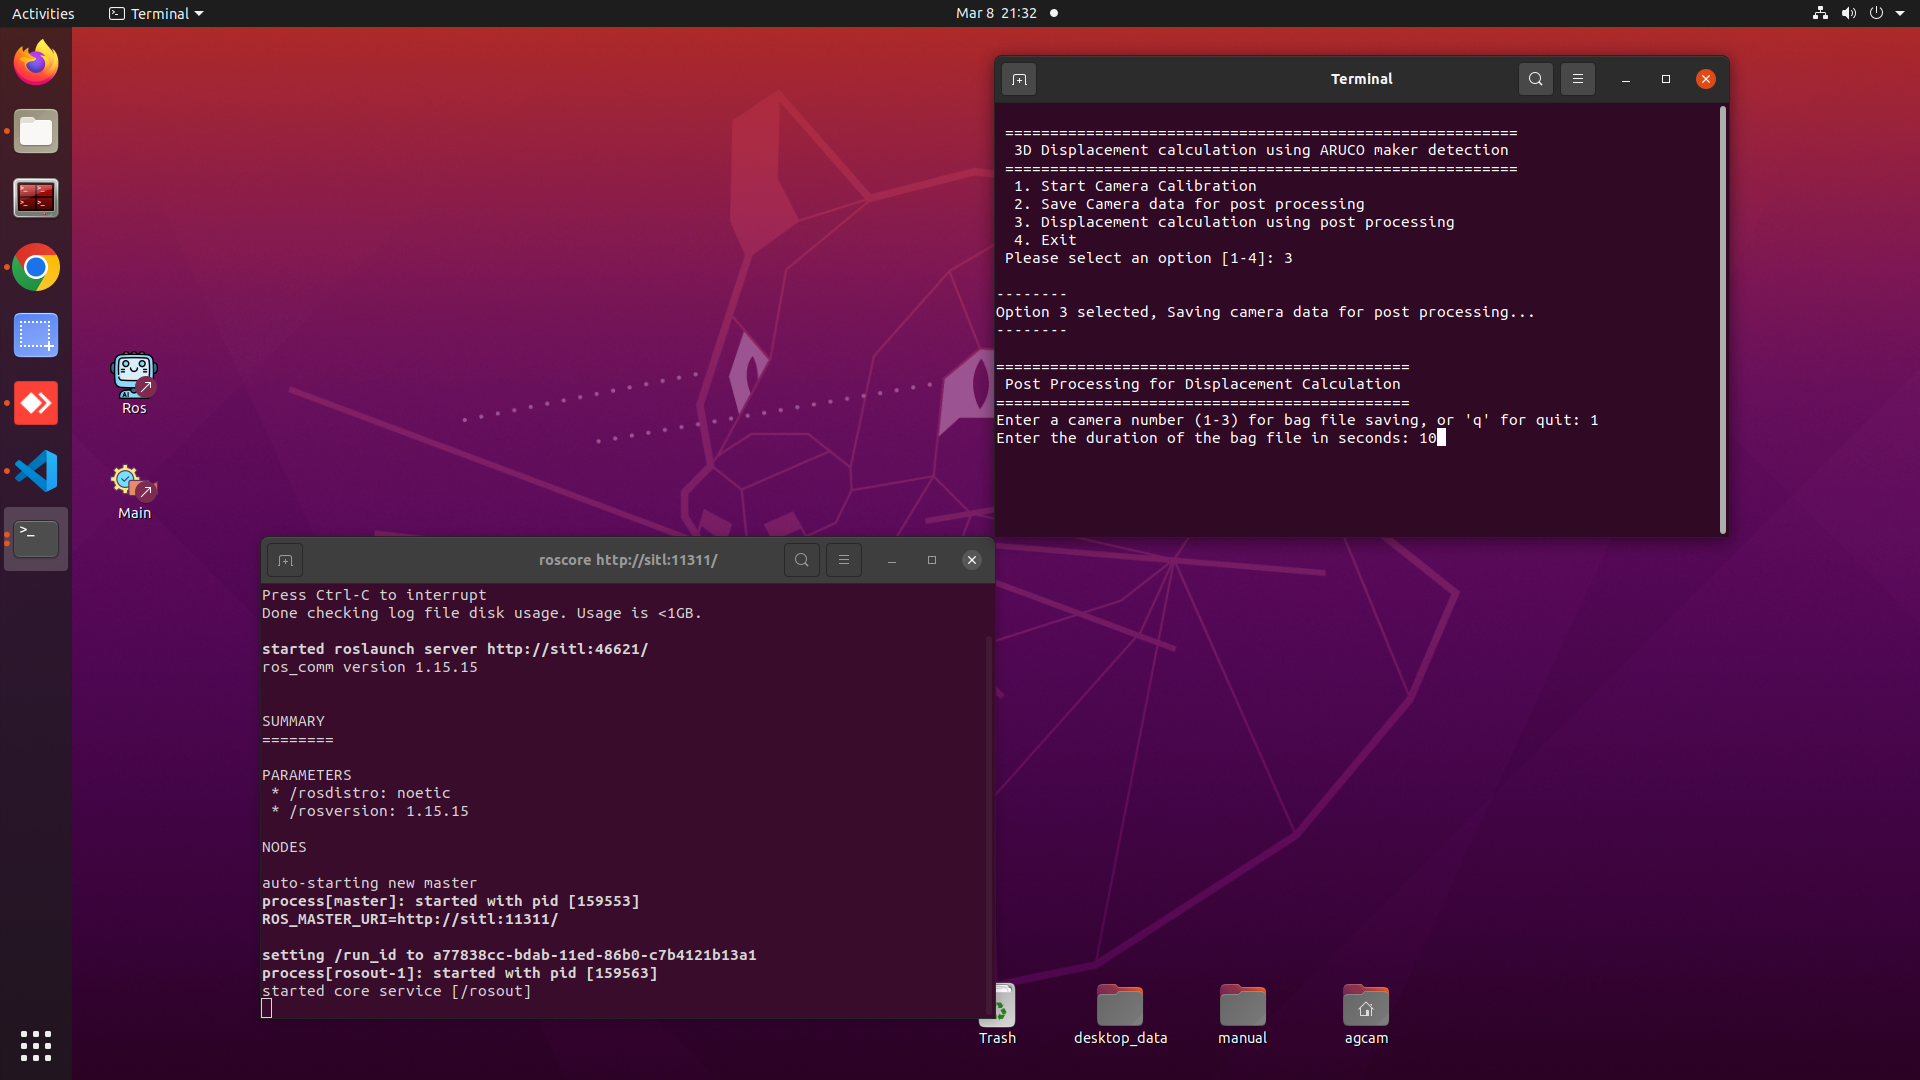 Activities
Terminal
Mar 8 21:32
Terminal
=========================================================
3D Displacement calculation using ARUCO maker detection
=========================================================
1. Start Camera Calibration
2. Save Camera data for post processing
3. Displacement calculation using post processing
4. Exit
Please select an option [1-4]: 3
--------
Option 3 selected, Saving camera data for post processing...
--------
==============================================
Post Processing for Displacement Calculation
==============================================
Enter a camera number (1-3) for bag file saving, or 'q' for quit: 1
Enter the duration of the bag file in seconds: 10
Ros
Main
roscore http://sitl:11311/
Press Ctrl-C to interrupt
Done checking log file disk usage. Usage is <1GB.
started roslaunch server http://sitl:46621/
ros_comm version 1.15.15
SUMMARY
========
PARAMETERS
* /rosdistro: noetic
* /rosversion: 1.15.15
NODES
auto-starting new master
process[master]: started with pid [159553]
ROS_MASTER_URI=http://sitl:11311/
setting /run_id to a77838cc-bdab-11ed-86b0-c7b4121b13a1
process[rosout-1]: started with pid [159563]
started core service [/rosout]
Trash
desktop_data
manual
agcam